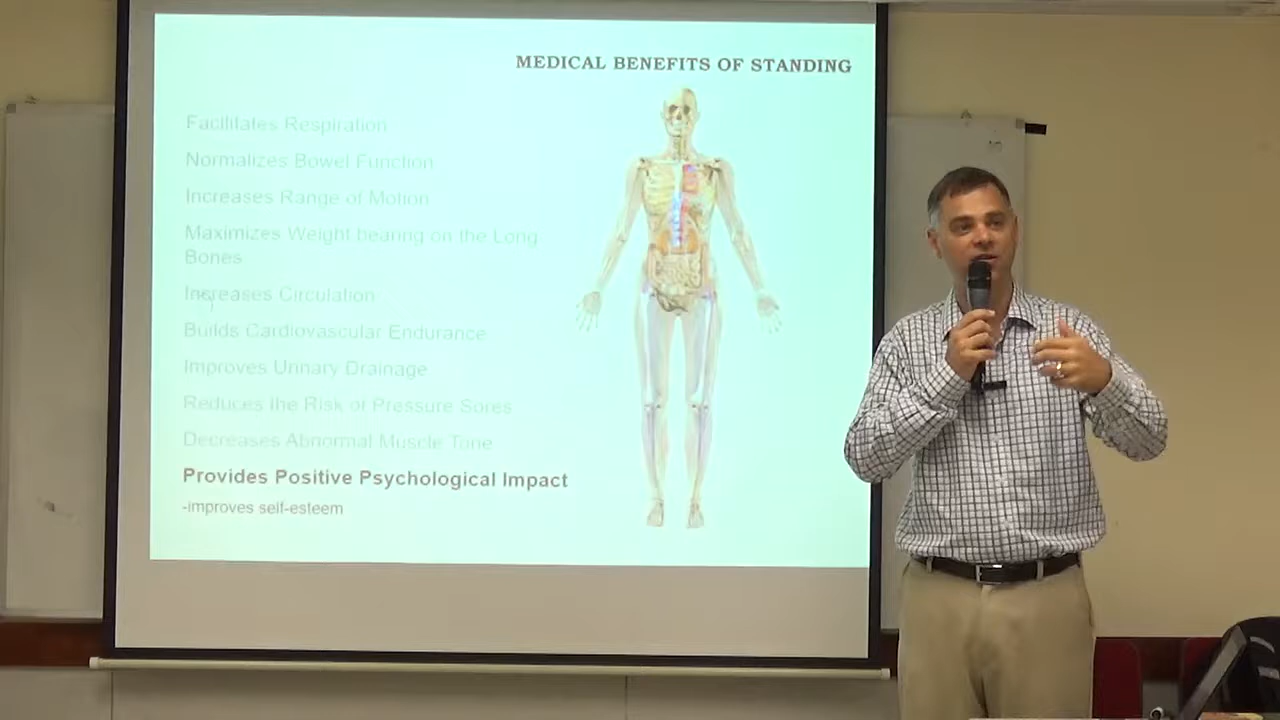 MEDICAL BENEFITS OF STANDING
Facilitates Respiration
Normalizes Bowel Function
Increases Range of Motion
Maximizes Weight bearing on the Long
Bones
Increases Circulation
Builds Cardiovascular Endurance
Improves Urinary Drainage
Reduces the Risk of Pressure Sores
Decreases Abnormal Muscle Tone
Provides Positive Psychological Impact
-improves self-esteem